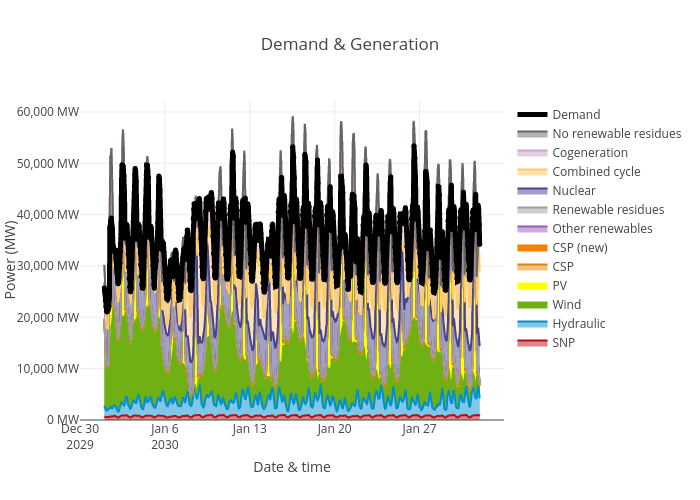 Demand & Generation
60,000 MW
50,000 MW
40,000 MW
30,000 MW
20,000 MW
10,000 MW
0 MW
Power (MW)
Dec 30
2029
Jan 6
2030
Jan 13
Jan 20
Jan 27
Date & time
Demand
No renewable residues
Cogeneration
Combined cycle
Nuclear
Renewable residues
Other renewables
CSP (new)
CSP
PV
Wind
Hydraulic
SNP